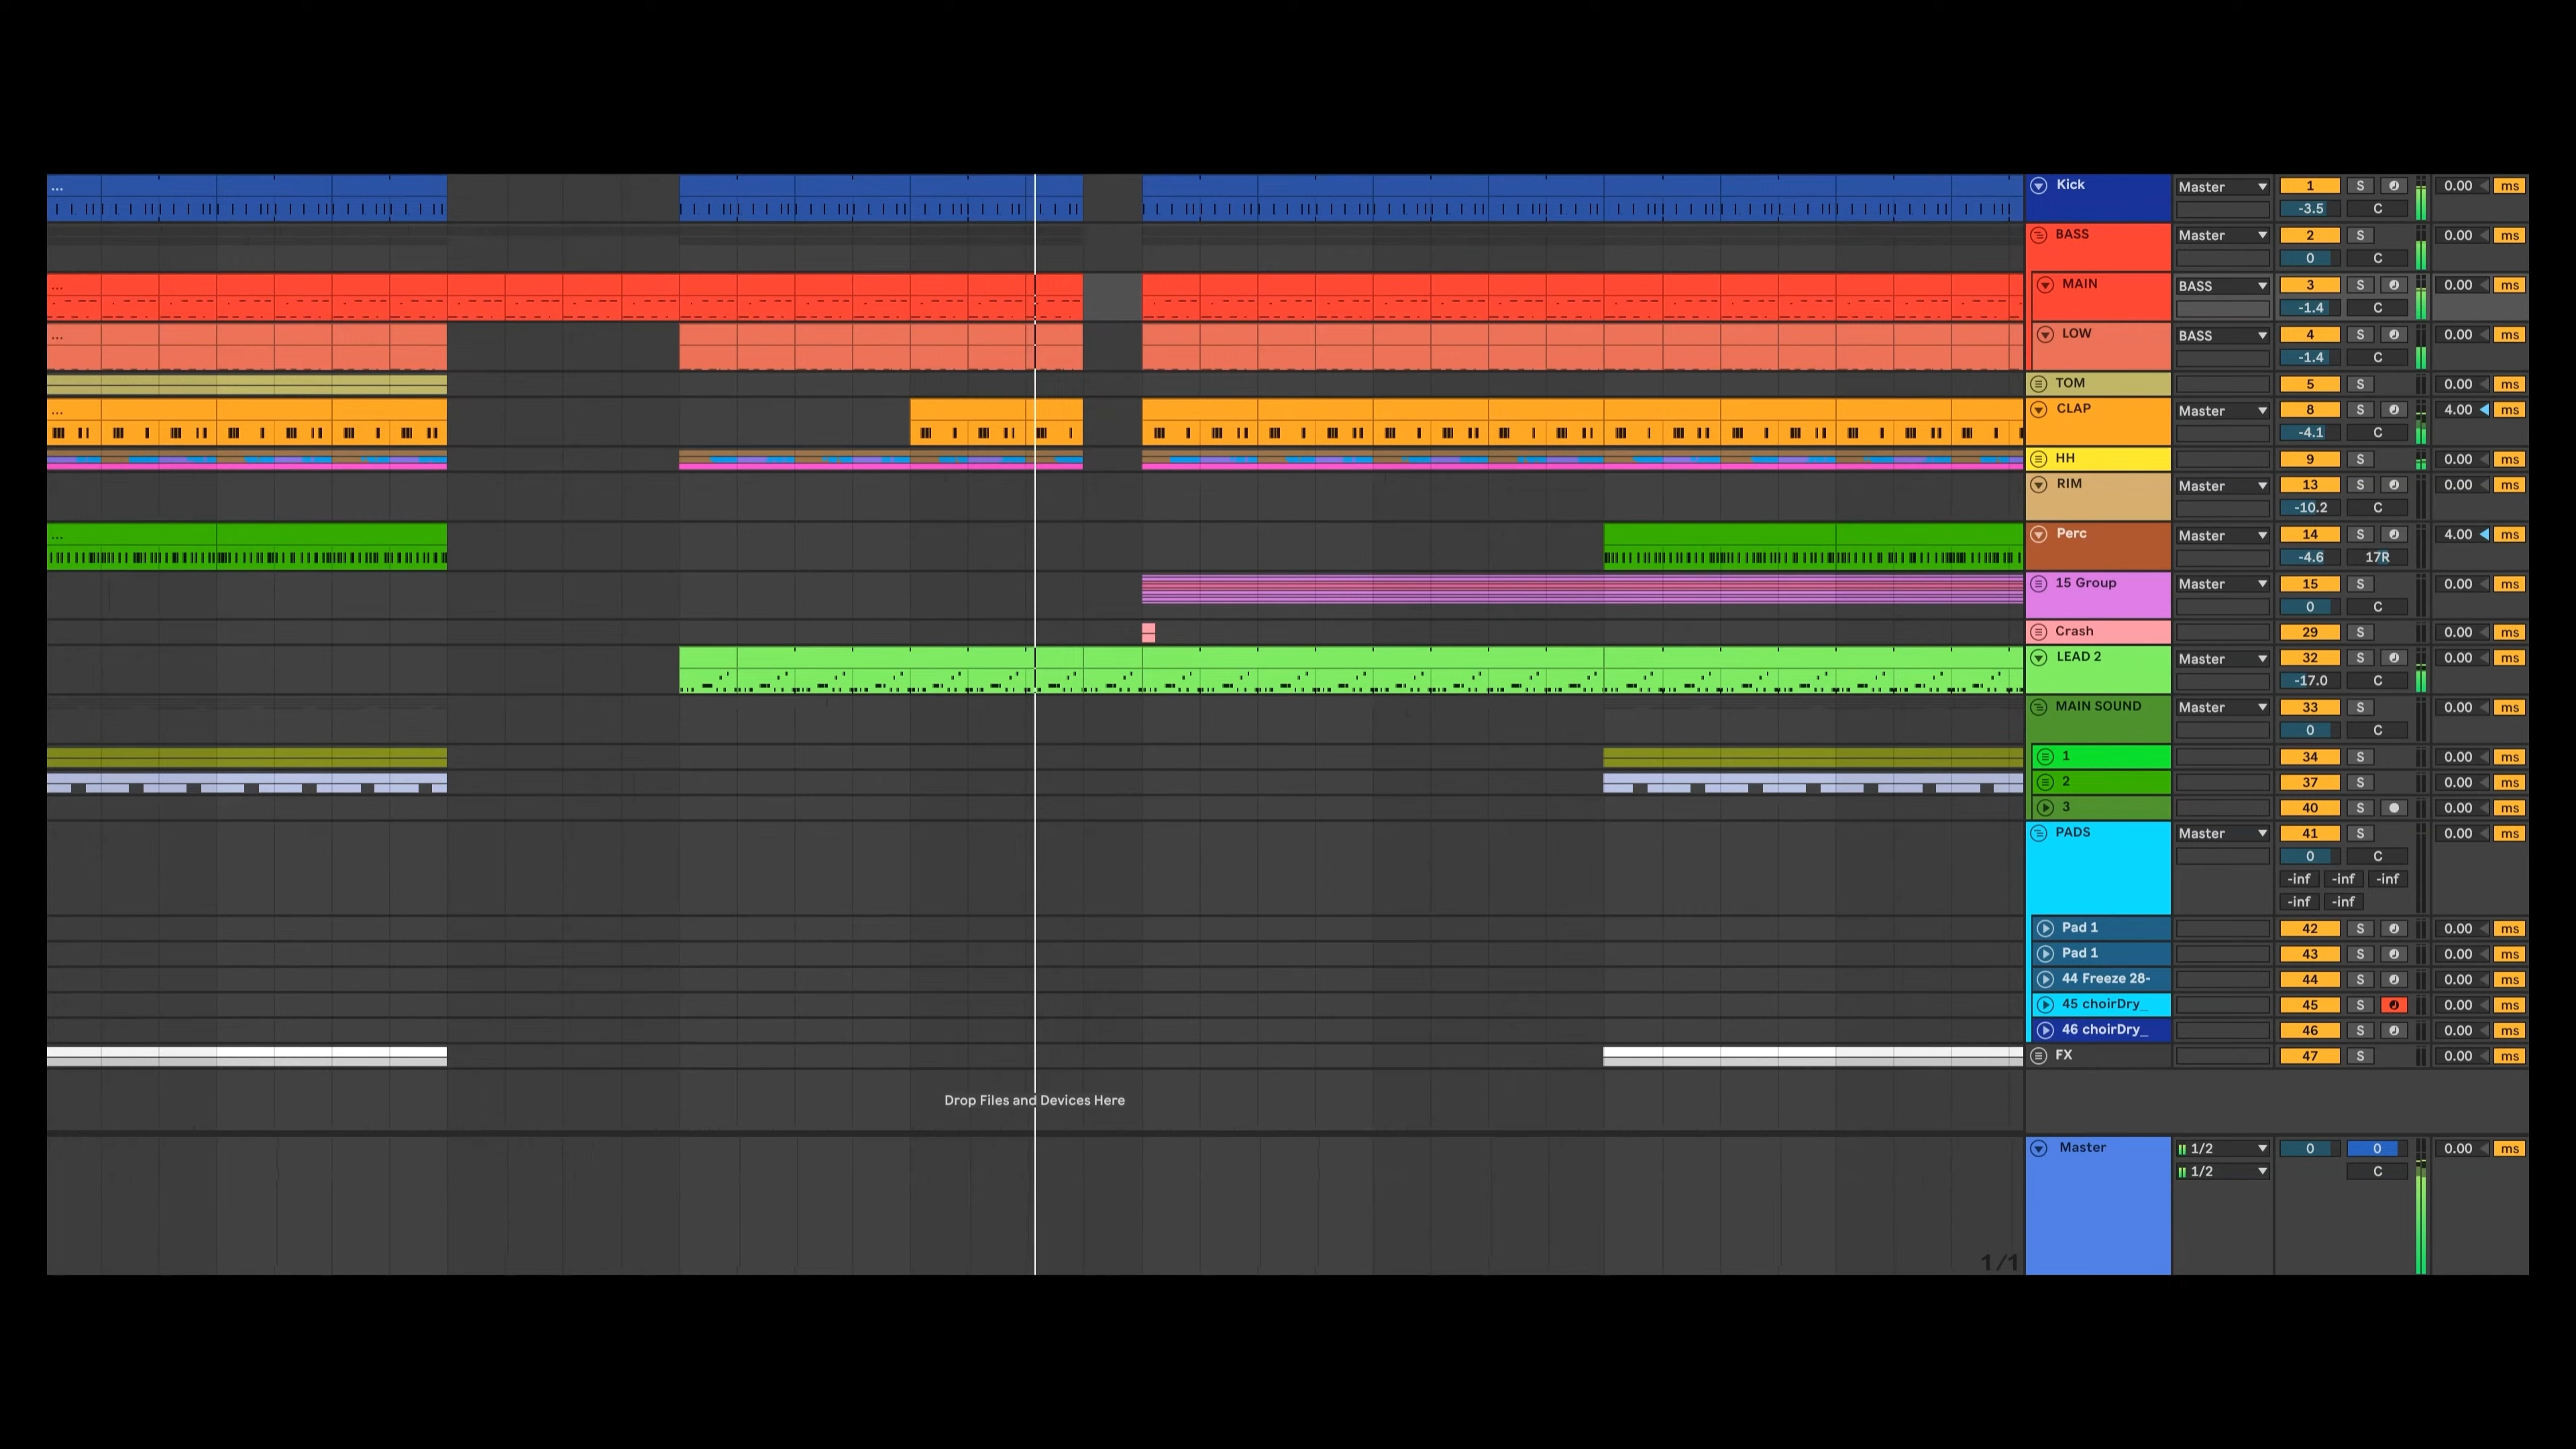 ... Kick Master 1 S 0.00 ms
-3.5 C
BASS Master 2 S 0.00 ms
0 C
... MAIN BASS 3 S 0.00 ms
-1.4 C
... LOW BASS 4 S 0.00 ms
-1.4 C
TOM 5 S 0.00 ms
... CLAP Master 8 S 4.00 ms
-4.1 C
HH 9 S 0.00 ms
RIM Master 13 S 0.00 ms
-10.2 C
... Perc Master 14 S 4.00 ms
-4.6 17R
15 Group Master 15 S 0.00 ms
0 C
Crash 29 S 0.00 ms
LEAD 2 Master 32 S 0.00 ms
-17.0 C
MAIN SOUND Master 33 S 0.00 ms
0 C
1 34 S 0.00 ms
2 37 S 0.00 ms
3 40 S 0.00 ms
PADS Master 41 S 0.00 ms
0 C
-inf -inf -inf
-inf -inf
Pad 1 42 S 0.00 ms
Pad 1 43 S 0.00 ms
44 Freeze 28- 44 S 0.00 ms
45 choirDry_ 45 S 0.00 ms
46 choirDry_ 46 S 0.00 ms
FX 47 S 0.00 ms
Drop Files and Devices Here
Master 1/2 0 0 0.00 ms
1/2 C
1/1